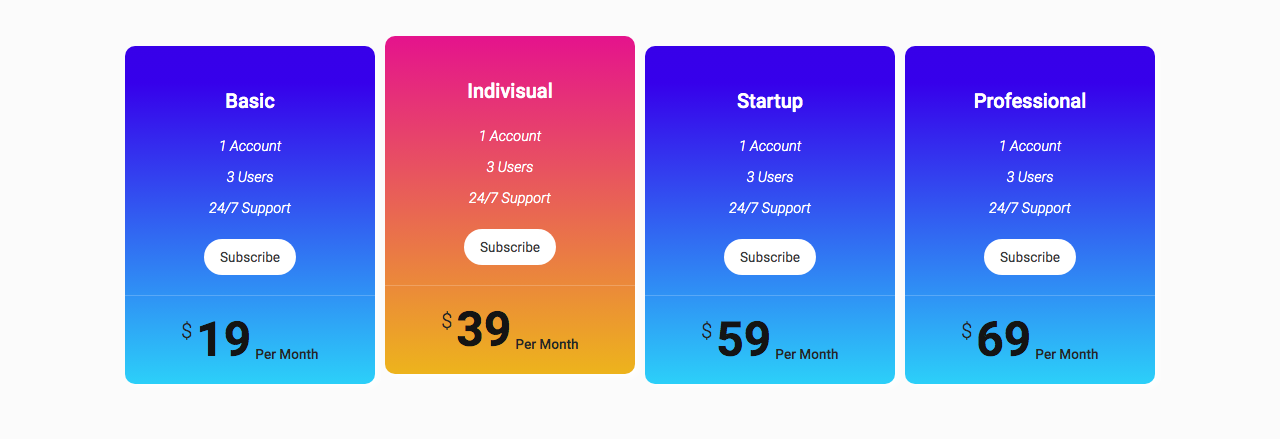 Basic
1 Account
3 Users
24/7 Support
Subscribe
$ 19 Per Month
Indivisual
1 Account
3 Users
24/7 Support
Subscribe
$ 39 Per Month
Startup
1 Account
3 Users
24/7 Support
Subscribe
$ 59 Per Month
Professional
1 Account
3 Users
24/7 Support
Subscribe
$ 69 Per Month